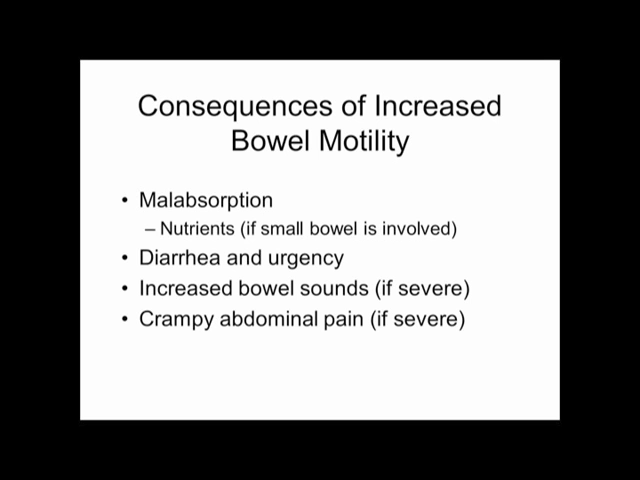 Consequences of Increased
Bowel Motility
• Malabsorption
– Nutrients (if small bowel is involved)
• Diarrhea and urgency
• Increased bowel sounds (if severe)
• Crampy abdominal pain (if severe)